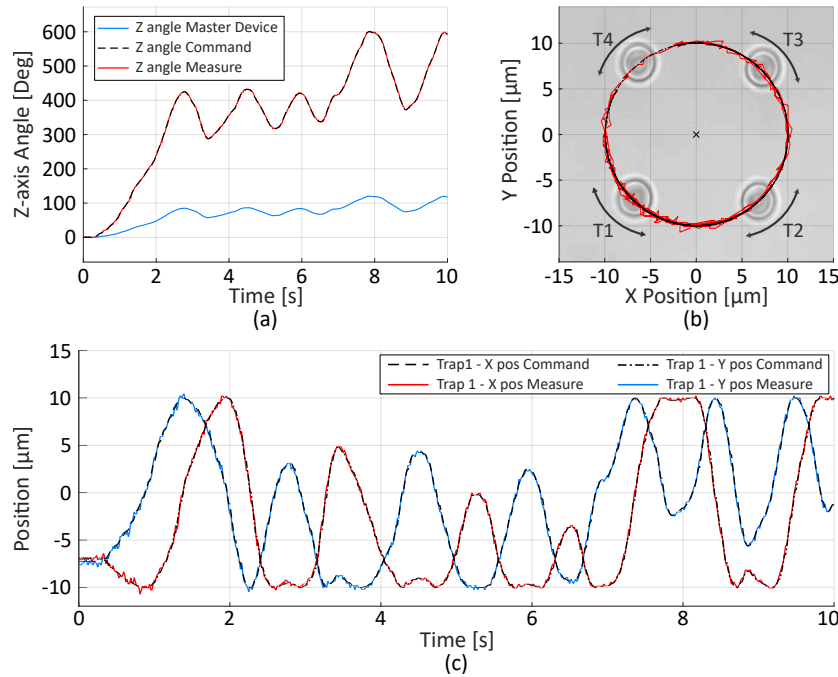 Z angle Master Device
Z angle Command
Z angle Measure
600
500
400
300
200
100
0
Z-axis Angle [Deg]
0 2 4 6 8 10
Time [s]
(a)
T4 T3
T1 T2
10
5
0
-5
-10
Y Position [µm]
-15 -10 -5 0 5 10 15
X Position [µm]
(b)
Trap1 - X pos Command
Trap 1 - Y pos Command
Trap 1 - X pos Measure
Trap 1 - Y pos Measure
15
10
5
0
-5
-10
Position [µm]
0 2 4 6 8 10
Time [s]
(c)